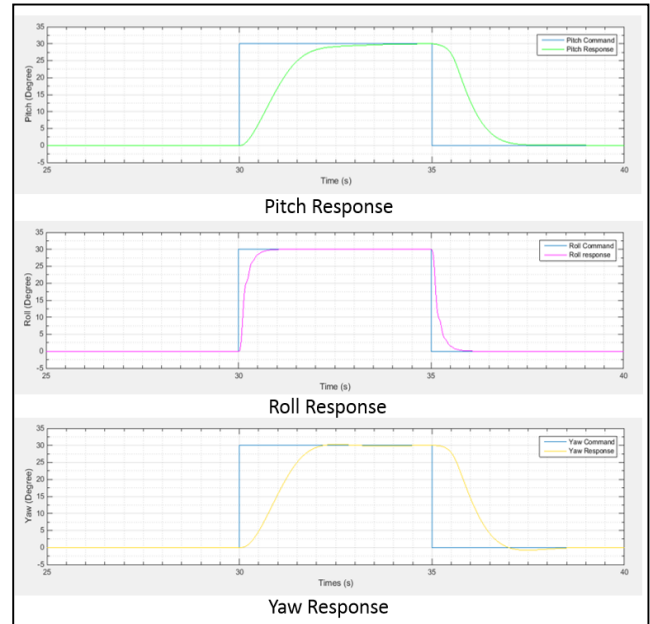 35
30
25
20
15
10
5
0
-5
Pitch (Degree)
Pitch Command
Pitch Response
25 30 35 40
Time (s)
Pitch Response
35
30
25
20
15
10
5
0
-5
Roll (Degree)
Roll Command
Roll response
25 30 35 40
Time (s)
Roll Response
35
30
25
20
15
10
5
0
-5
Yaw (Degree)
Yaw Command
Yaw Response
25 30 35 40
Times (s)
Yaw Response